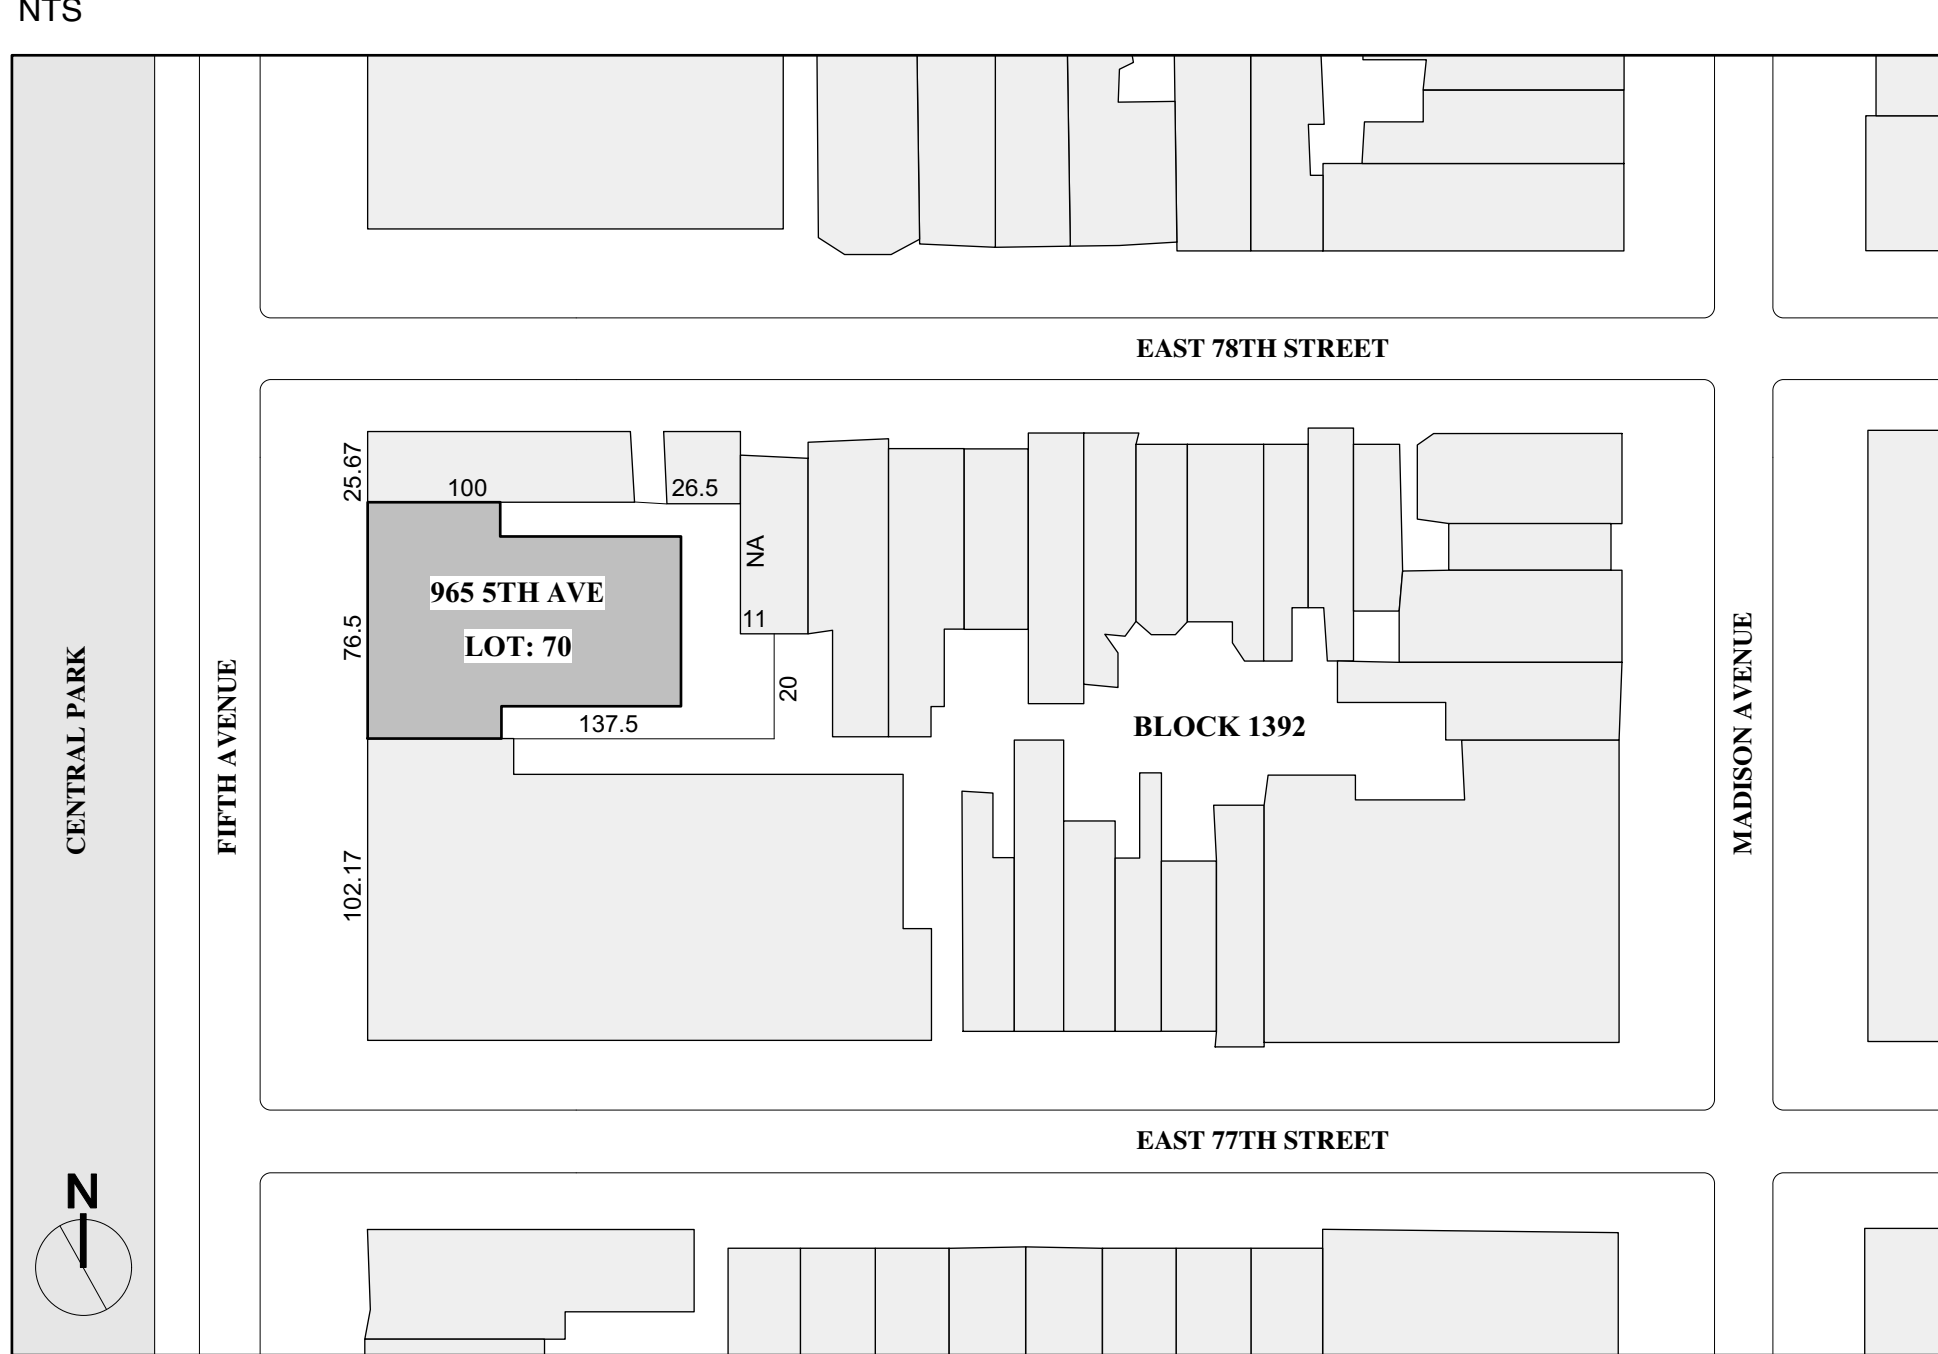 NTS
EAST 78TH STREET
25.67
100
26.5
NA
965 5TH AVE
11
LOT: 70
76.5
20
137.5
BLOCK 1392
CENTRAL PARK
FIFTH AVENUE
MADISON AVENUE
102.17
EAST 77TH STREET
N